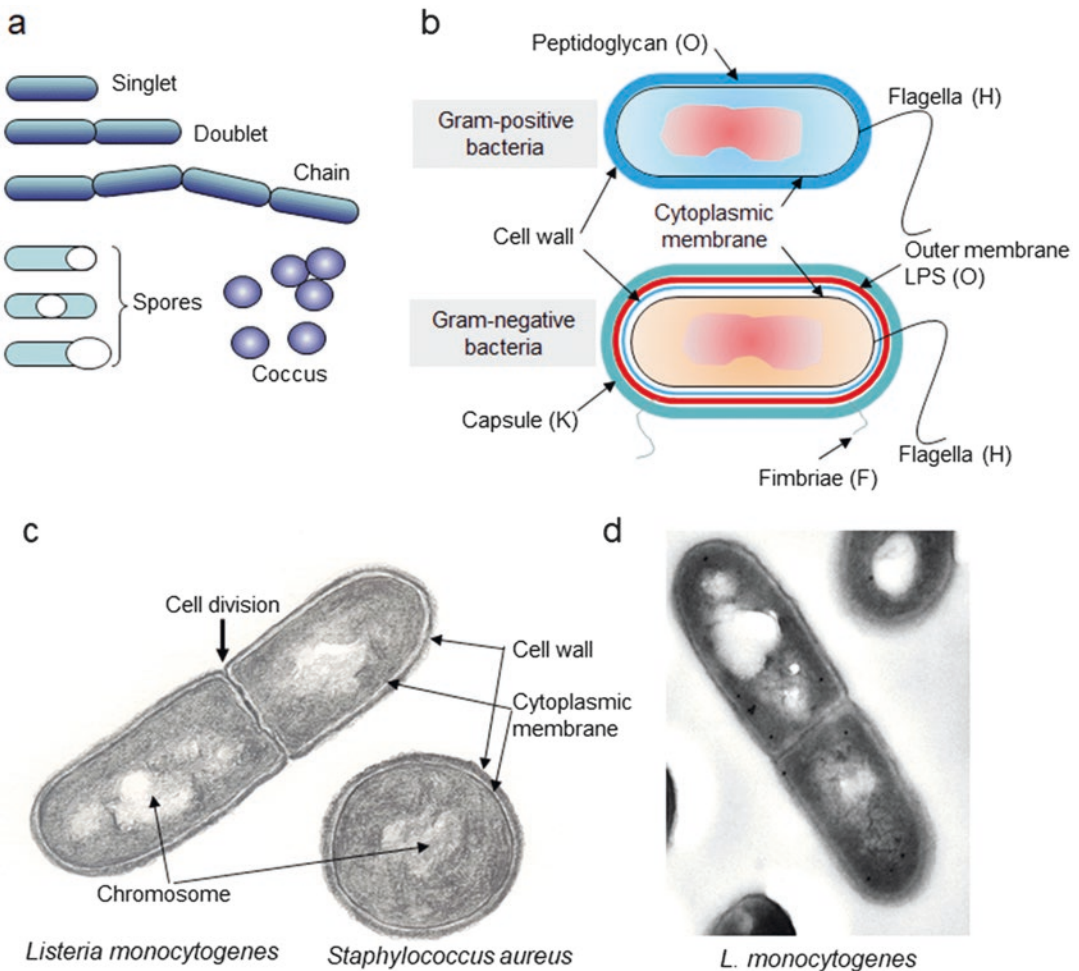 a
Singlet
Doublet
Chain
Spores
Coccus
b
Peptidoglycan (O)
Flagella (H)
Gram-positive
bacteria
Cell wall
Cytoplasmic
membrane
Outer membrane
LPS (O)
Gram-negative
bacteria
Capsule (K)
Flagella (H)
Fimbriae (F)
c
Cell division
Cell wall
Cytoplasmic
membrane
Chromosome
Listeria monocytogenes
Staphylococcus aureus
d
L. monocytogenes